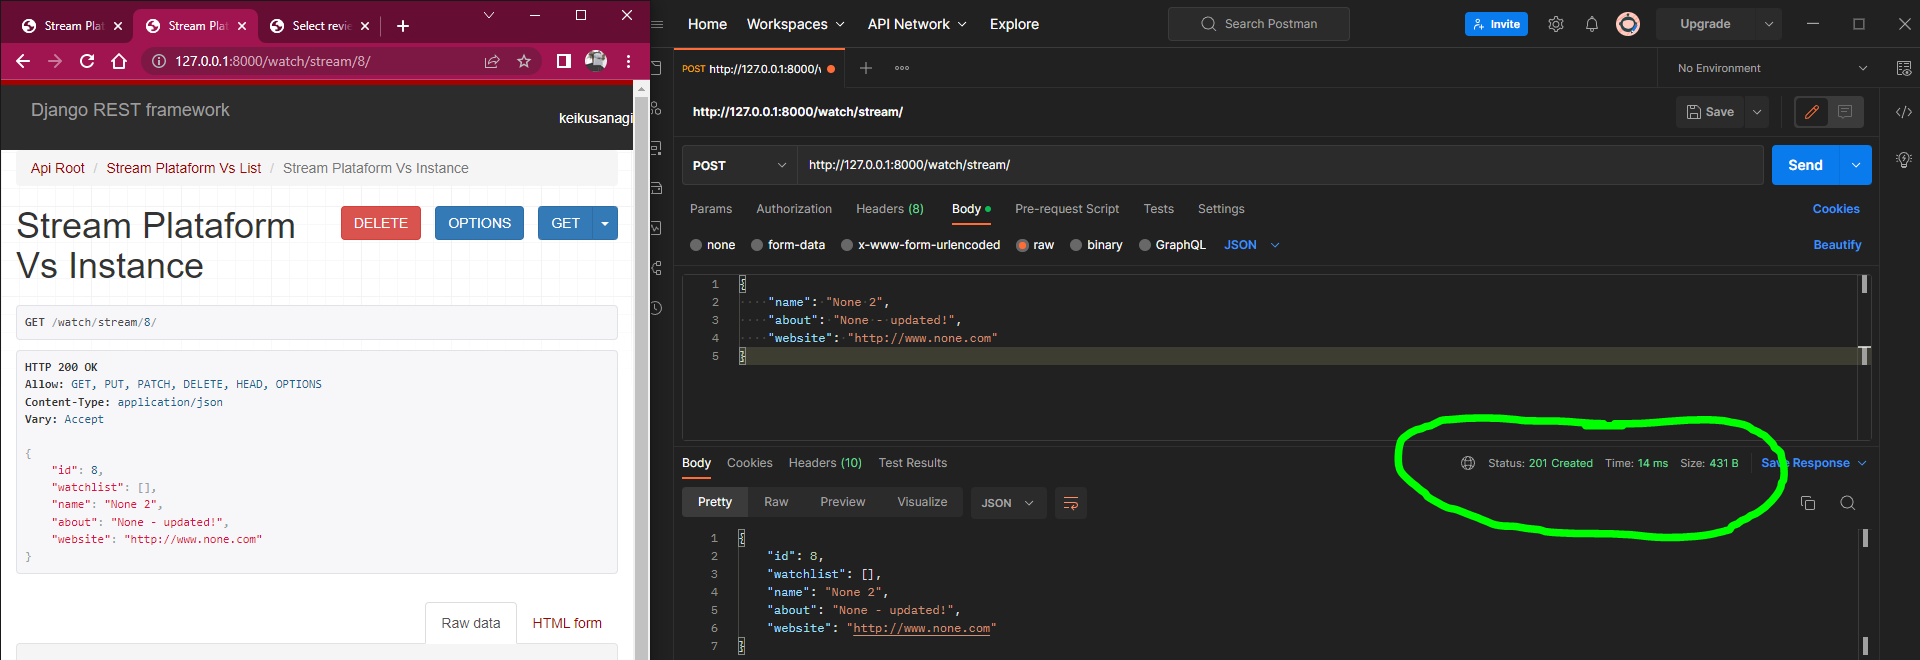 Stream Plat
Stream Plat
Select revie
127.0.0.1:8000/watch/stream/8/
Django REST framework
keikusanagi
Api Root / Stream Plataform Vs List / Stream Plataform Vs Instance
Stream Plataform
Vs Instance
DELETE
OPTIONS
GET
GET /watch/stream/8/
HTTP 200 OK
Allow: GET, PUT, PATCH, DELETE, HEAD, OPTIONS
Content-Type: application/json
Vary: Accept
{
"id": 8,
"watchlist": [],
"name": "None 2",
"about": "None - updated!",
"website": "http://www.none.com"
}
Raw data
HTML form
Home
Workspaces
API Network
Explore
Search Postman
Invite
Upgrade
POST http://127.0.0.1:8000/
No Environment
http://127.0.0.1:8000/watch/stream/
Save
POST
http://127.0.0.1:8000/watch/stream/
Send
Params
Authorization
Headers (8)
Body
Pre-request Script
Tests
Settings
Cookies
none
form-data
x-www-form-urlencoded
raw
binary
GraphQL
JSON
Beautify
1 {
2 "name": "None 2",
3 "about": "None - updated!",
4 "website": "http://www.none.com"
5 }
Body
Cookies
Headers (10)
Test Results
Status: 201 Created
Time: 14 ms
Size: 431 B
Save Response
Pretty
Raw
Preview
Visualize
JSON
1 {
2 "id": 8,
3 "watchlist": [],
4 "name": "None 2",
5 "about": "None - updated!",
6 "website": "http://www.none.com"
7 }